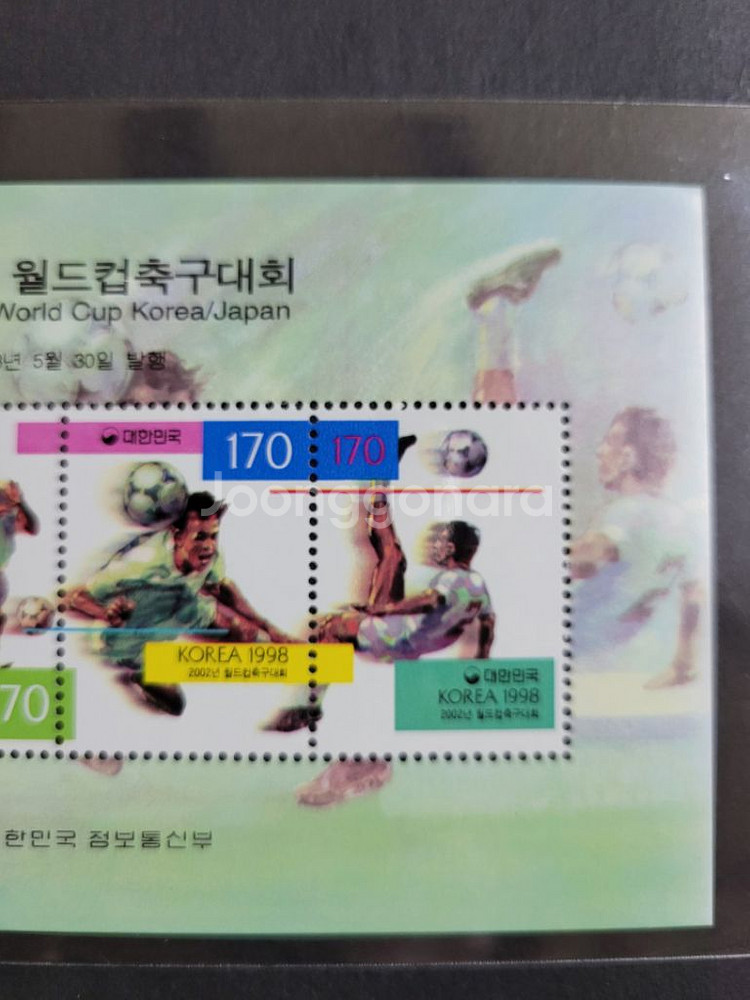 월드컵축구대회
World Cup Korea/Japan
년 5월 30일 발행
대한민국
170
170
Joonggonara
KOREA 1998
2002년 월드컵축구대회
대한민국
KOREA 1998
2002년 월드컵축구대회
70
한민국 정보통신부